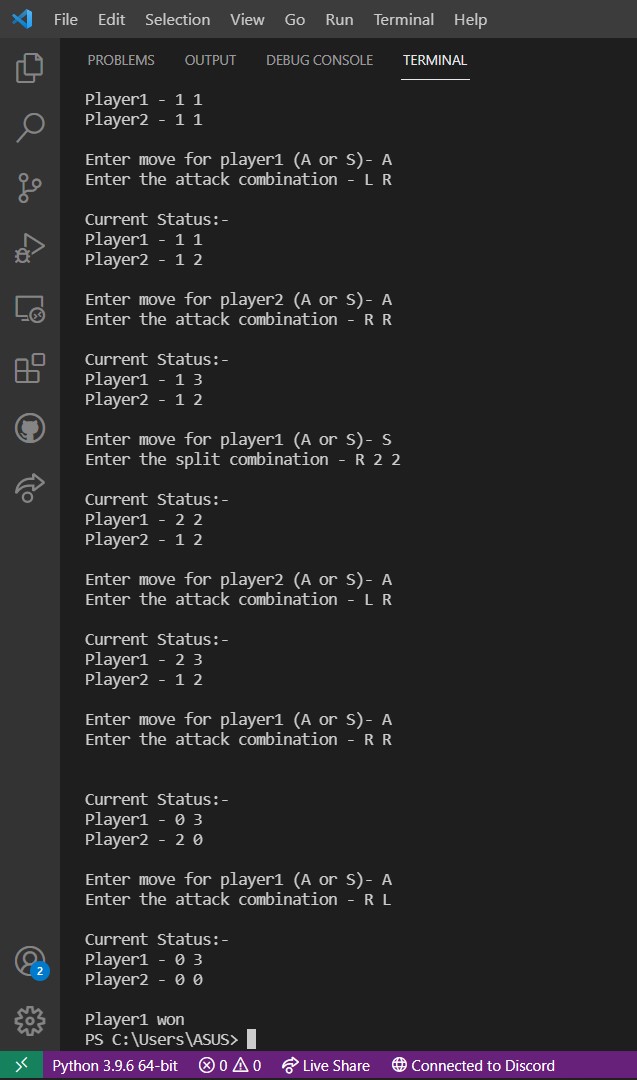 File Edit Selection View Go Run Terminal Help
PROBLEMS OUTPUT DEBUG CONSOLE TERMINAL
Player1 - 1 1
Player2 - 1 1
Enter move for player1 (A or S)- A
Enter the attack combination - L R
Current Status:-
Player1 - 1 1
Player2 - 1 2
Enter move for player2 (A or S)- A
Enter the attack combination - R R
Current Status:-
Player1 - 1 3
Player2 - 1 2
Enter move for player1 (A or S)- S
Enter the split combination - R 2 2
Current Status:-
Player1 - 2 2
Player2 - 1 2
Enter move for player2 (A or S)- A
Enter the attack combination - L R
Current Status:-
Player1 - 2 3
Player2 - 1 2
Enter move for player1 (A or S)- A
Enter the attack combination - R R
Current Status:-
Player1 - 0 3
Player2 - 2 0
Enter move for player1 (A or S)- A
Enter the attack combination - R L
Current Status:-
Player1 - 0 3
Player2 - 0 0
Player1 won
PS C:\Users\ASUS>
2
Python 3.9.6 64-bit 0 0 Live Share Connected to Discord